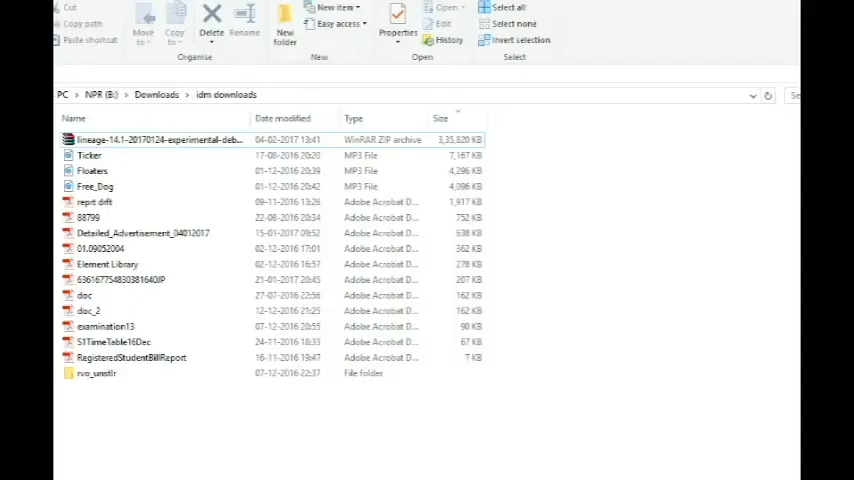 Cut
Copy path
Paste shortcut
Move to
Copy to
Delete
Rename
Organise
New folder
New item
Easy access
New
Properties
Open
Edit
History
Open
Select all
Select none
Invert selection
Select
PC > NPR (B:) > Downloads > idm downloads
Name Date modified Type Size
lineage-14.1-20170124-experimental-deb... 04-02-2017 13:41 WinRAR ZIP archive 3,35,820 KB
Ticker 17-08-2016 20:20 MP3 File 7,167 KB
Floaters 01-12-2016 20:39 MP3 File 4,296 KB
Free_Dog 01-12-2016 20:42 MP3 File 4,096 KB
reprt drft 09-11-2016 13:26 Adobe Acrobat D... 1,917 KB
88799 22-08-2016 20:34 Adobe Acrobat D... 752 KB
Detailed_Advertisement_04012017 15-01-2017 09:52 Adobe Acrobat D... 638 KB
01.09052004 02-12-2016 17:01 Adobe Acrobat D... 362 KB
Element Library 02-12-2016 16:57 Adobe Acrobat D... 278 KB
21-01-2017 20:45 Adobe Acrobat D... 207 KB
doc 27-07-2016 22:56 Adobe Acrobat D... 162 KB
doc_2 12-12-2016 21:25 Adobe Acrobat D... 162 KB
examination13 07-12-2016 20:55 Adobe Acrobat D... 90 KB
S1TimeTable16Dec 24-11-2016 18:33 Adobe Acrobat D... 67 KB
RegisteredStudentBillReport 16-11-2016 19:47 Adobe Acrobat D... 7 KB
rvo_unstlr 07-12-2016 22:37 File folder